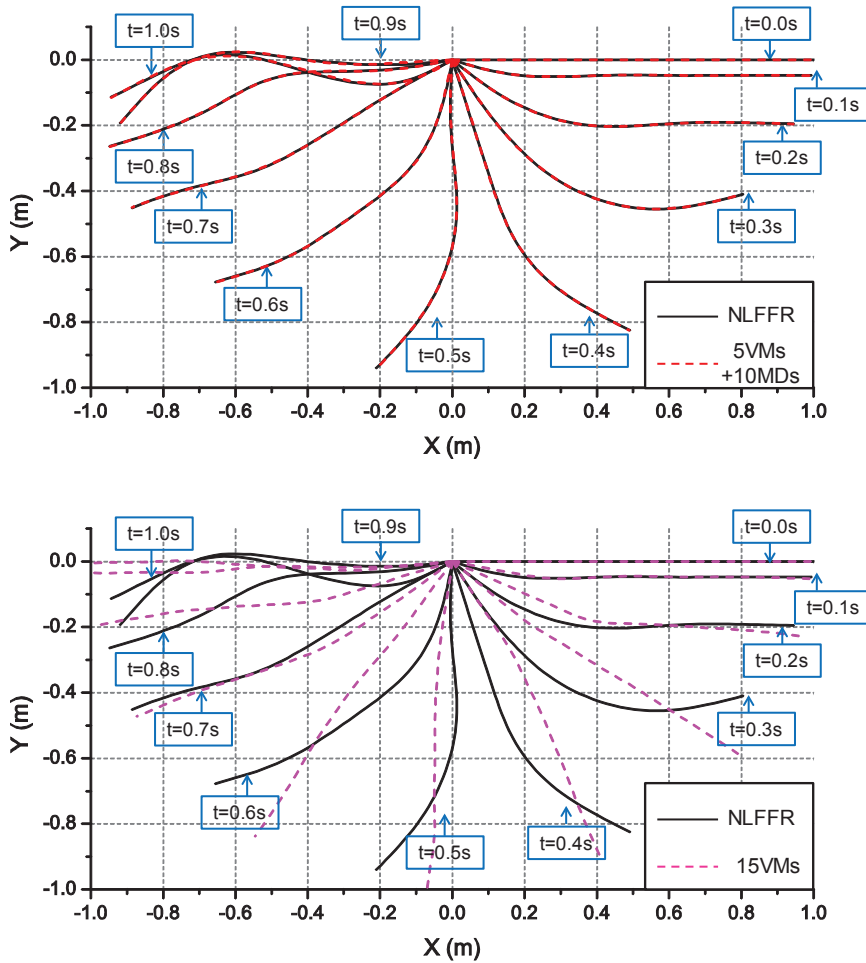 t=1.0s
t=0.9s
t=0.0s
0.0
t=0.1s
-0.2
t=0.8s
t=0.2s
-0.4
t=0.7s
t=0.3s
-0.6
t=0.6s
NLFFR
-0.8
t=0.5s
t=0.4s
5VMs
+10MDs
-1.0
Y (m)
-1.0 -0.8 -0.6 -0.4 -0.2 0.0 0.2 0.4 0.6 0.8 1.0
X (m)
t=1.0s
t=0.9s
t=0.0s
0.0
t=0.1s
-0.2
t=0.8s
t=0.2s
-0.4
t=0.7s
t=0.3s
-0.6
t=0.6s
NLFFR
-0.8
t=0.5s
t=0.4s
15VMs
-1.0
Y (m)
-1.0 -0.8 -0.6 -0.4 -0.2 0.0 0.2 0.4 0.6 0.8 1.0
X (m)